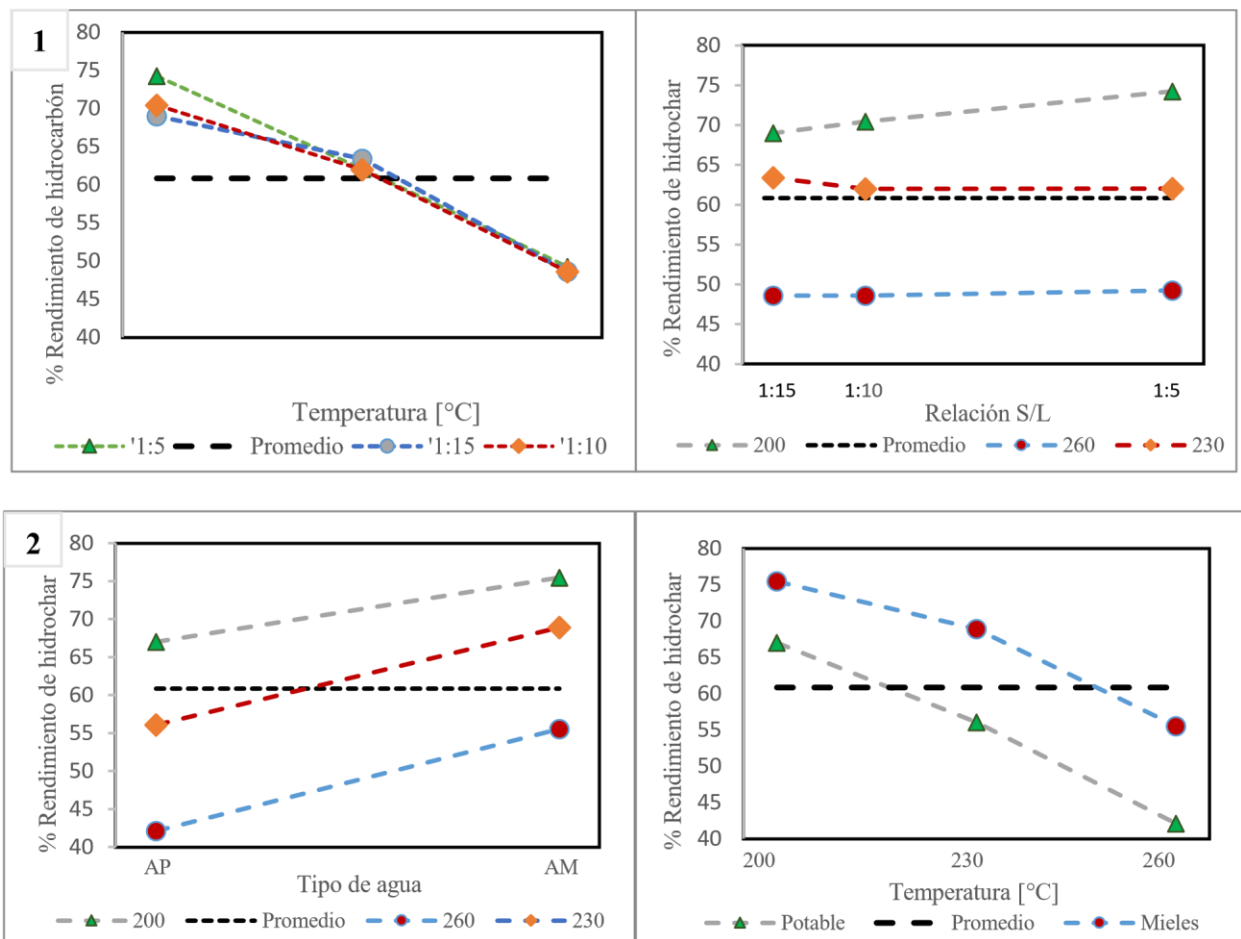 1
80
75
70
65
60
55
50
45
40
% Rendimiento de hidrocarbón
Temperatura [°C]
'1:5 Promedio '1:15 '1:10
80
75
70
65
60
55
50
45
40
% Rendimiento de hidrochar
1:15 1:10 1:5
Relación S/L
200 Promedio 260 230
2
80
75
70
65
60
55
50
45
40
% Rendimiento de hidrochar
AP AM
Tipo de agua
200 Promedio 260 230
80
75
70
65
60
55
50
45
40
% Rendimiento de hidrochar
200 230 260
Temperatura [°C]
Potable Promedio Mieles